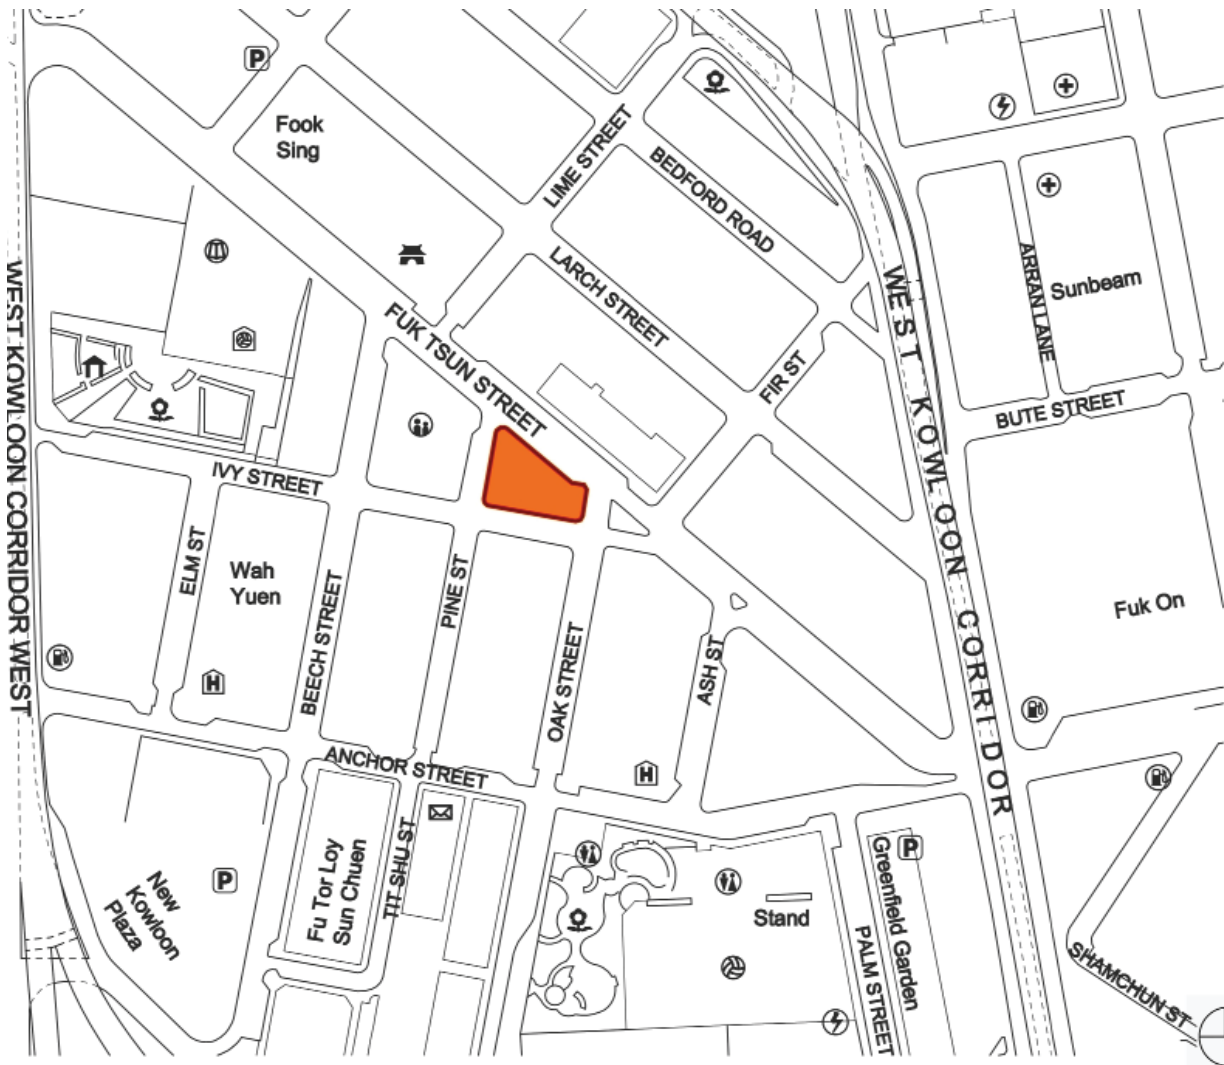 P
Fook
Sing
LIME STREET
BEDFORD ROAD
LARCH STREET
FUK TSUN STREET
FIR ST
WEST KOWLOON CORRIDOR
ARRAN LANE
Sunbeam
BUTE STREET
WEST KOWLOON CORRIDOR WEST
IVY STREET
ELM ST
Wah
Yuen
BEECH STREET
PINE ST
OAK STREET
ASH ST
Fuk On
H
H
ANCHOR STREET
TIT SHU ST
Fu Tor Loy
Sun Chuen
New
Kowloon
Plaza
P
Stand
P
Greenfield Garden
PALM STREET
SHAMCHUN ST